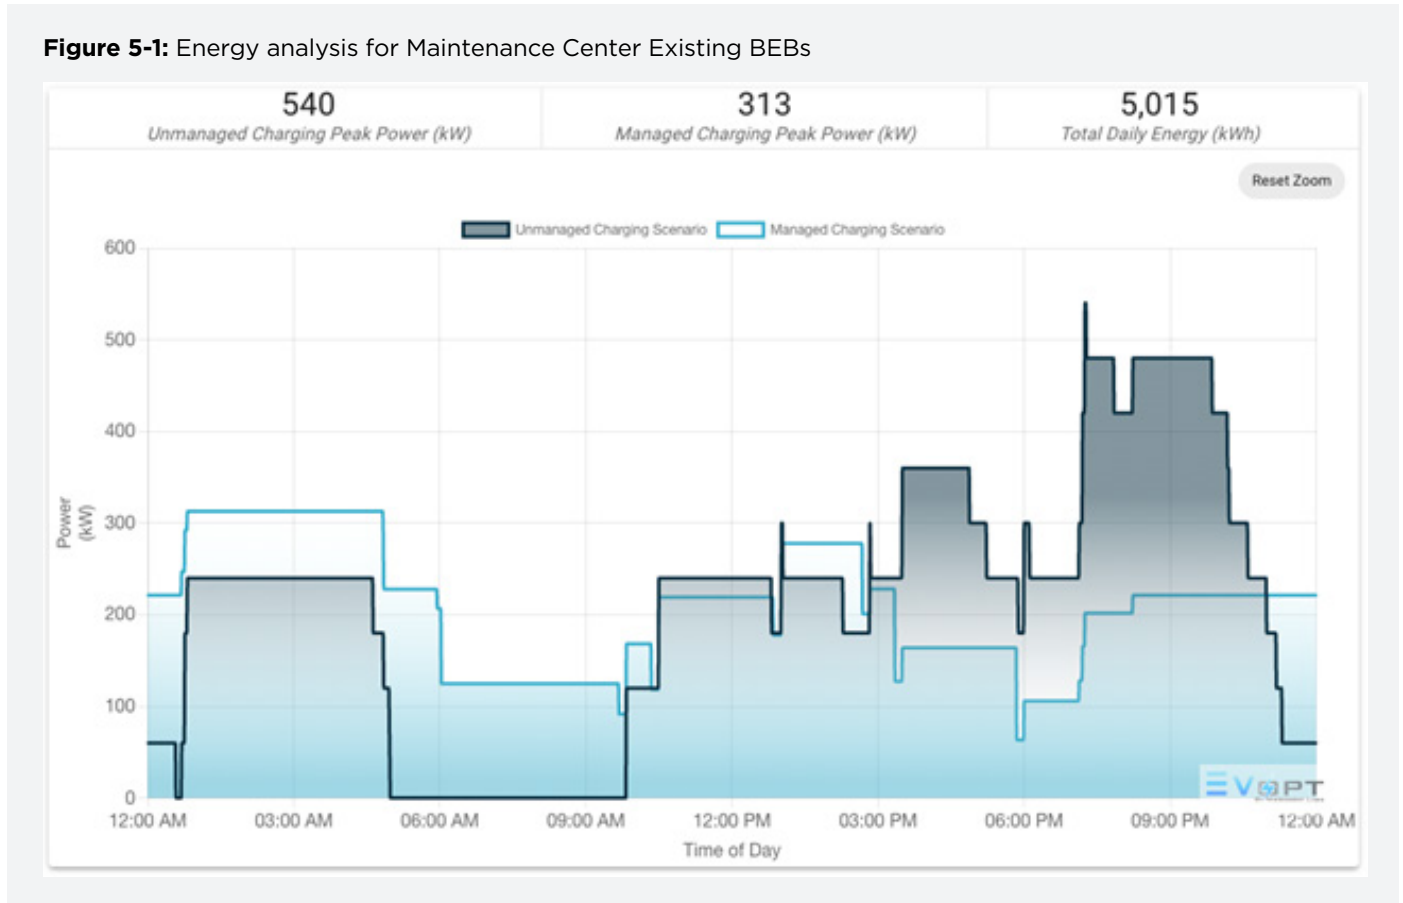 Figure 5-1: Energy analysis for Maintenance Center Existing BEBs
540 313 5,015
Unmanaged Charging Peak Power (kW) Managed Charging Peak Power (kW) Total Daily Energy (kWh)
Reset Zoom
Unmanaged Charging Scenario Managed Charging Scenario
600
500
400
300
200
100
0
Power
(kW)
12:00 AM 03:00 AM 06:00 AM 09:00 AM 12:00 PM 03:00 PM 06:00 PM 09:00 PM 12:00 AM
Time of Day
EVOPT